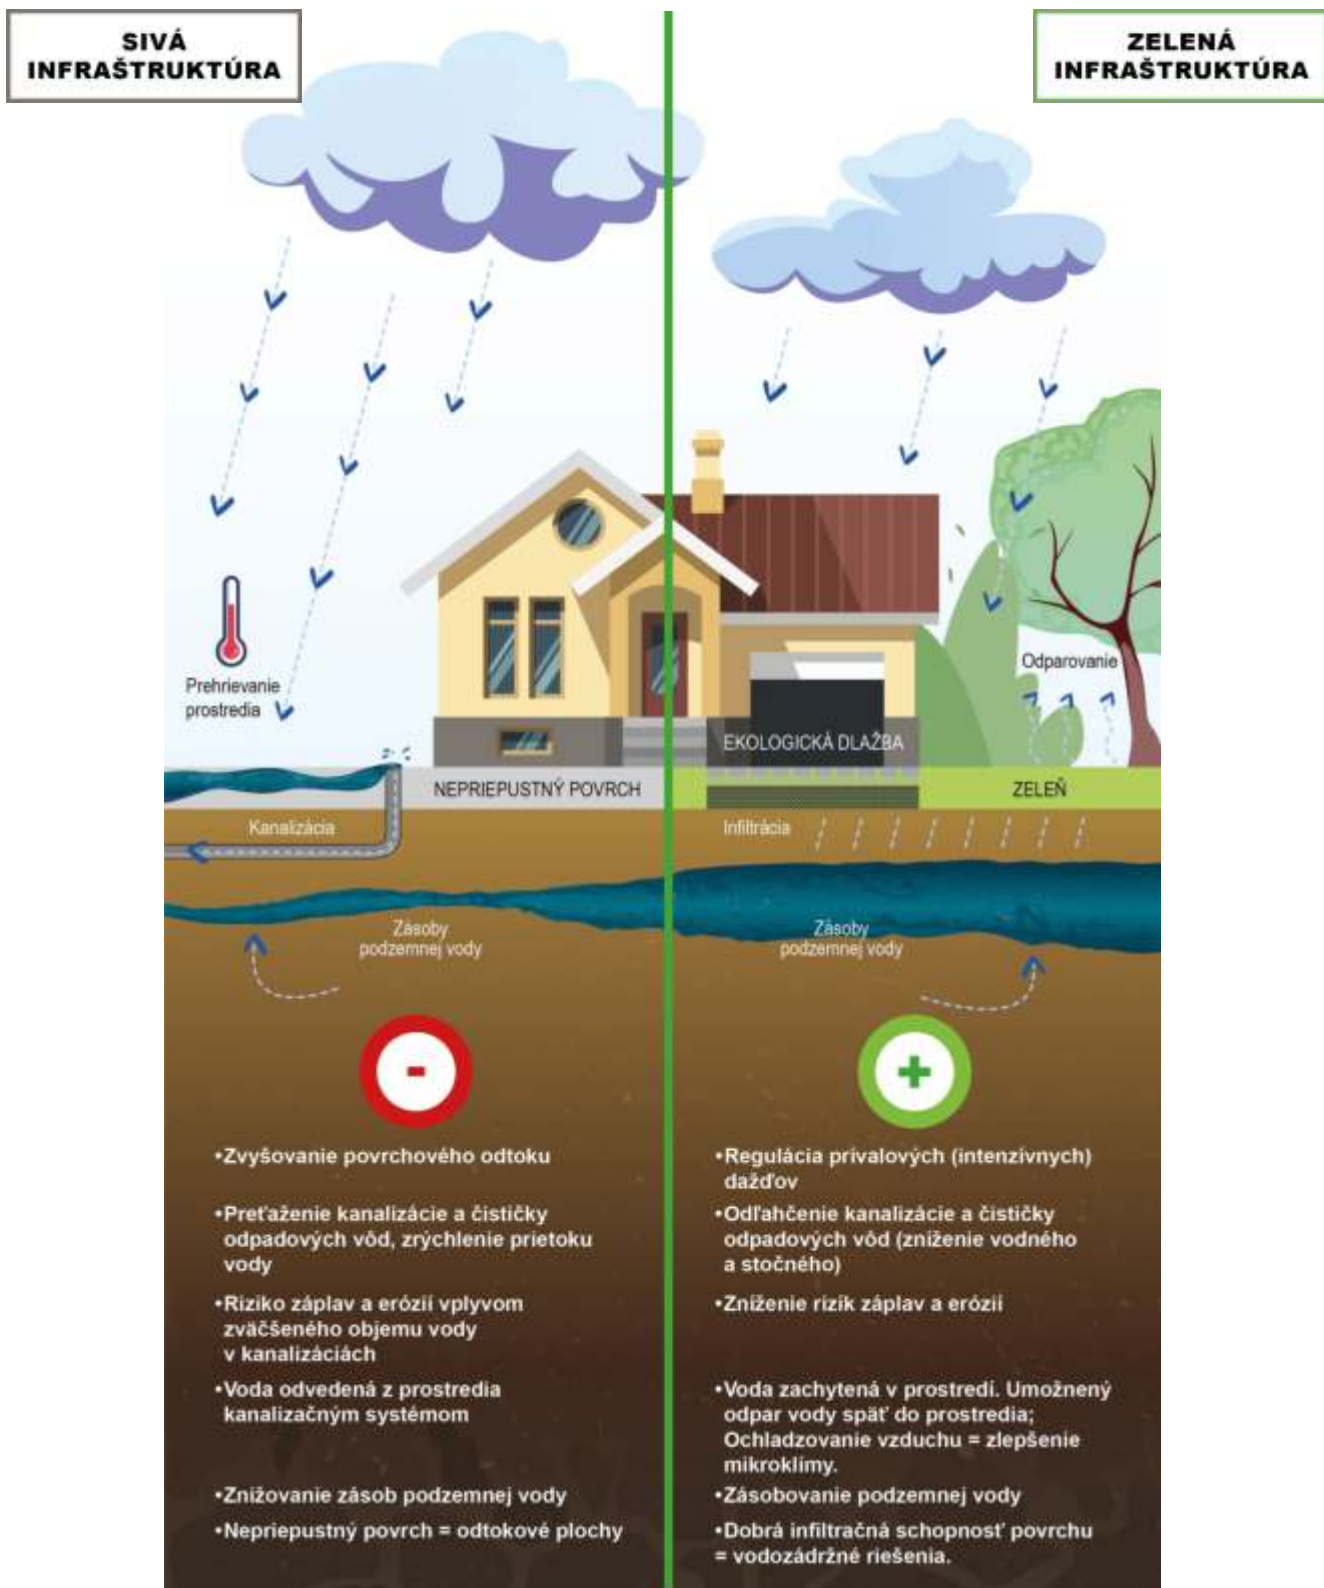 SIVÁ
INFRAŠTRUKTÚRA
ZELENÁ
INFRAŠTRUKTÚRA
Prehrievanie
prostredia
Odparovanie
EKOLOGICKÁ DLAŽBA
NEPRIEPUSTNÝ POVRCH
ZELEŇ
Kanalizácia
Infiltrácia
Zásoby
podzemnej vody
Zásoby
podzemnej vody
-
•Zvyšovanie povrchového odtoku
•Preťaženie kanalizácie a čističky
odpadových vôd, zrýchlenie prietoku
vody
•Riziko záplav a erózií vplyvom
zväčšeného objemu vody
v kanalizáciách
•Voda odvedená z prostredia
kanalizačným systémom
•Znižovanie zásob podzemnej vody
•Nepriepustný povrch = odtokové plochy
+
•Regulácia prívalových (intenzívnych)
dažďov
•Odľahčenie kanalizácie a čističky
odpadových vôd (zníženie vodného
a stočného)
•Zníženie rizík záplav a erózií
•Voda zachytená v prostredí. Umožnený
odpar vody späť do prostredia;
Ochladzovanie vzduchu = zlepšenie
mikroklímy.
•Zásobovanie podzemnej vody
•Dobrá infiltračná schopnosť povrchu
= vodozádržné riešenia.